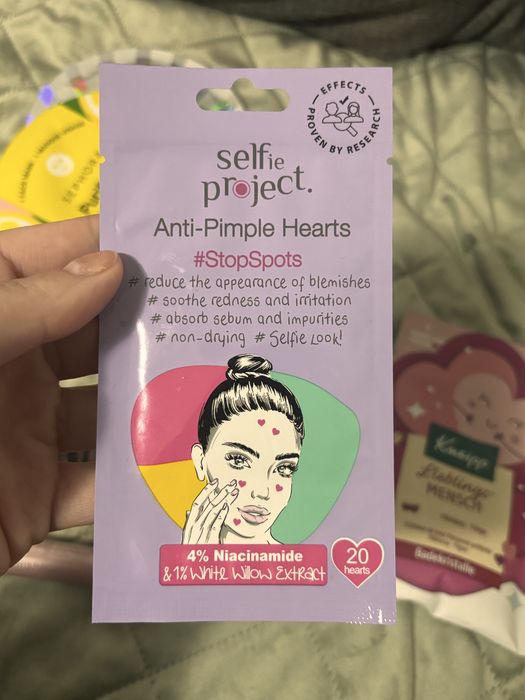 EFFECTS
PROVEN BY RESEARCH
selfie
project.
Anti-Pimple Hearts
#StopSpots
# reduce the appearance of blemishes
# soothe redness and irritation
# absorb sebum and impurities
# non-drying # Selfie Look!
4% Niacinamide
& 1% White Willow Extract
20
hearts
SEPHORA
Kneipp
Lieblings-
MENSCH
Badekristalle